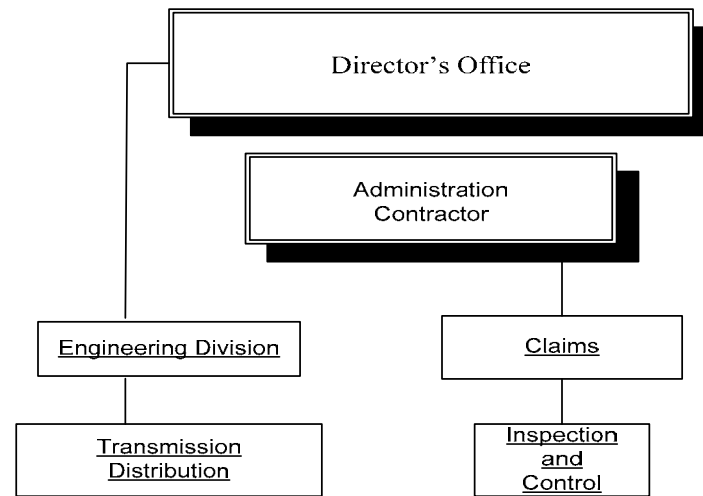 Director's Office
Administration
Contractor
Engineering Division
Claims
Transmission
Distribution
Inspection
and
Control